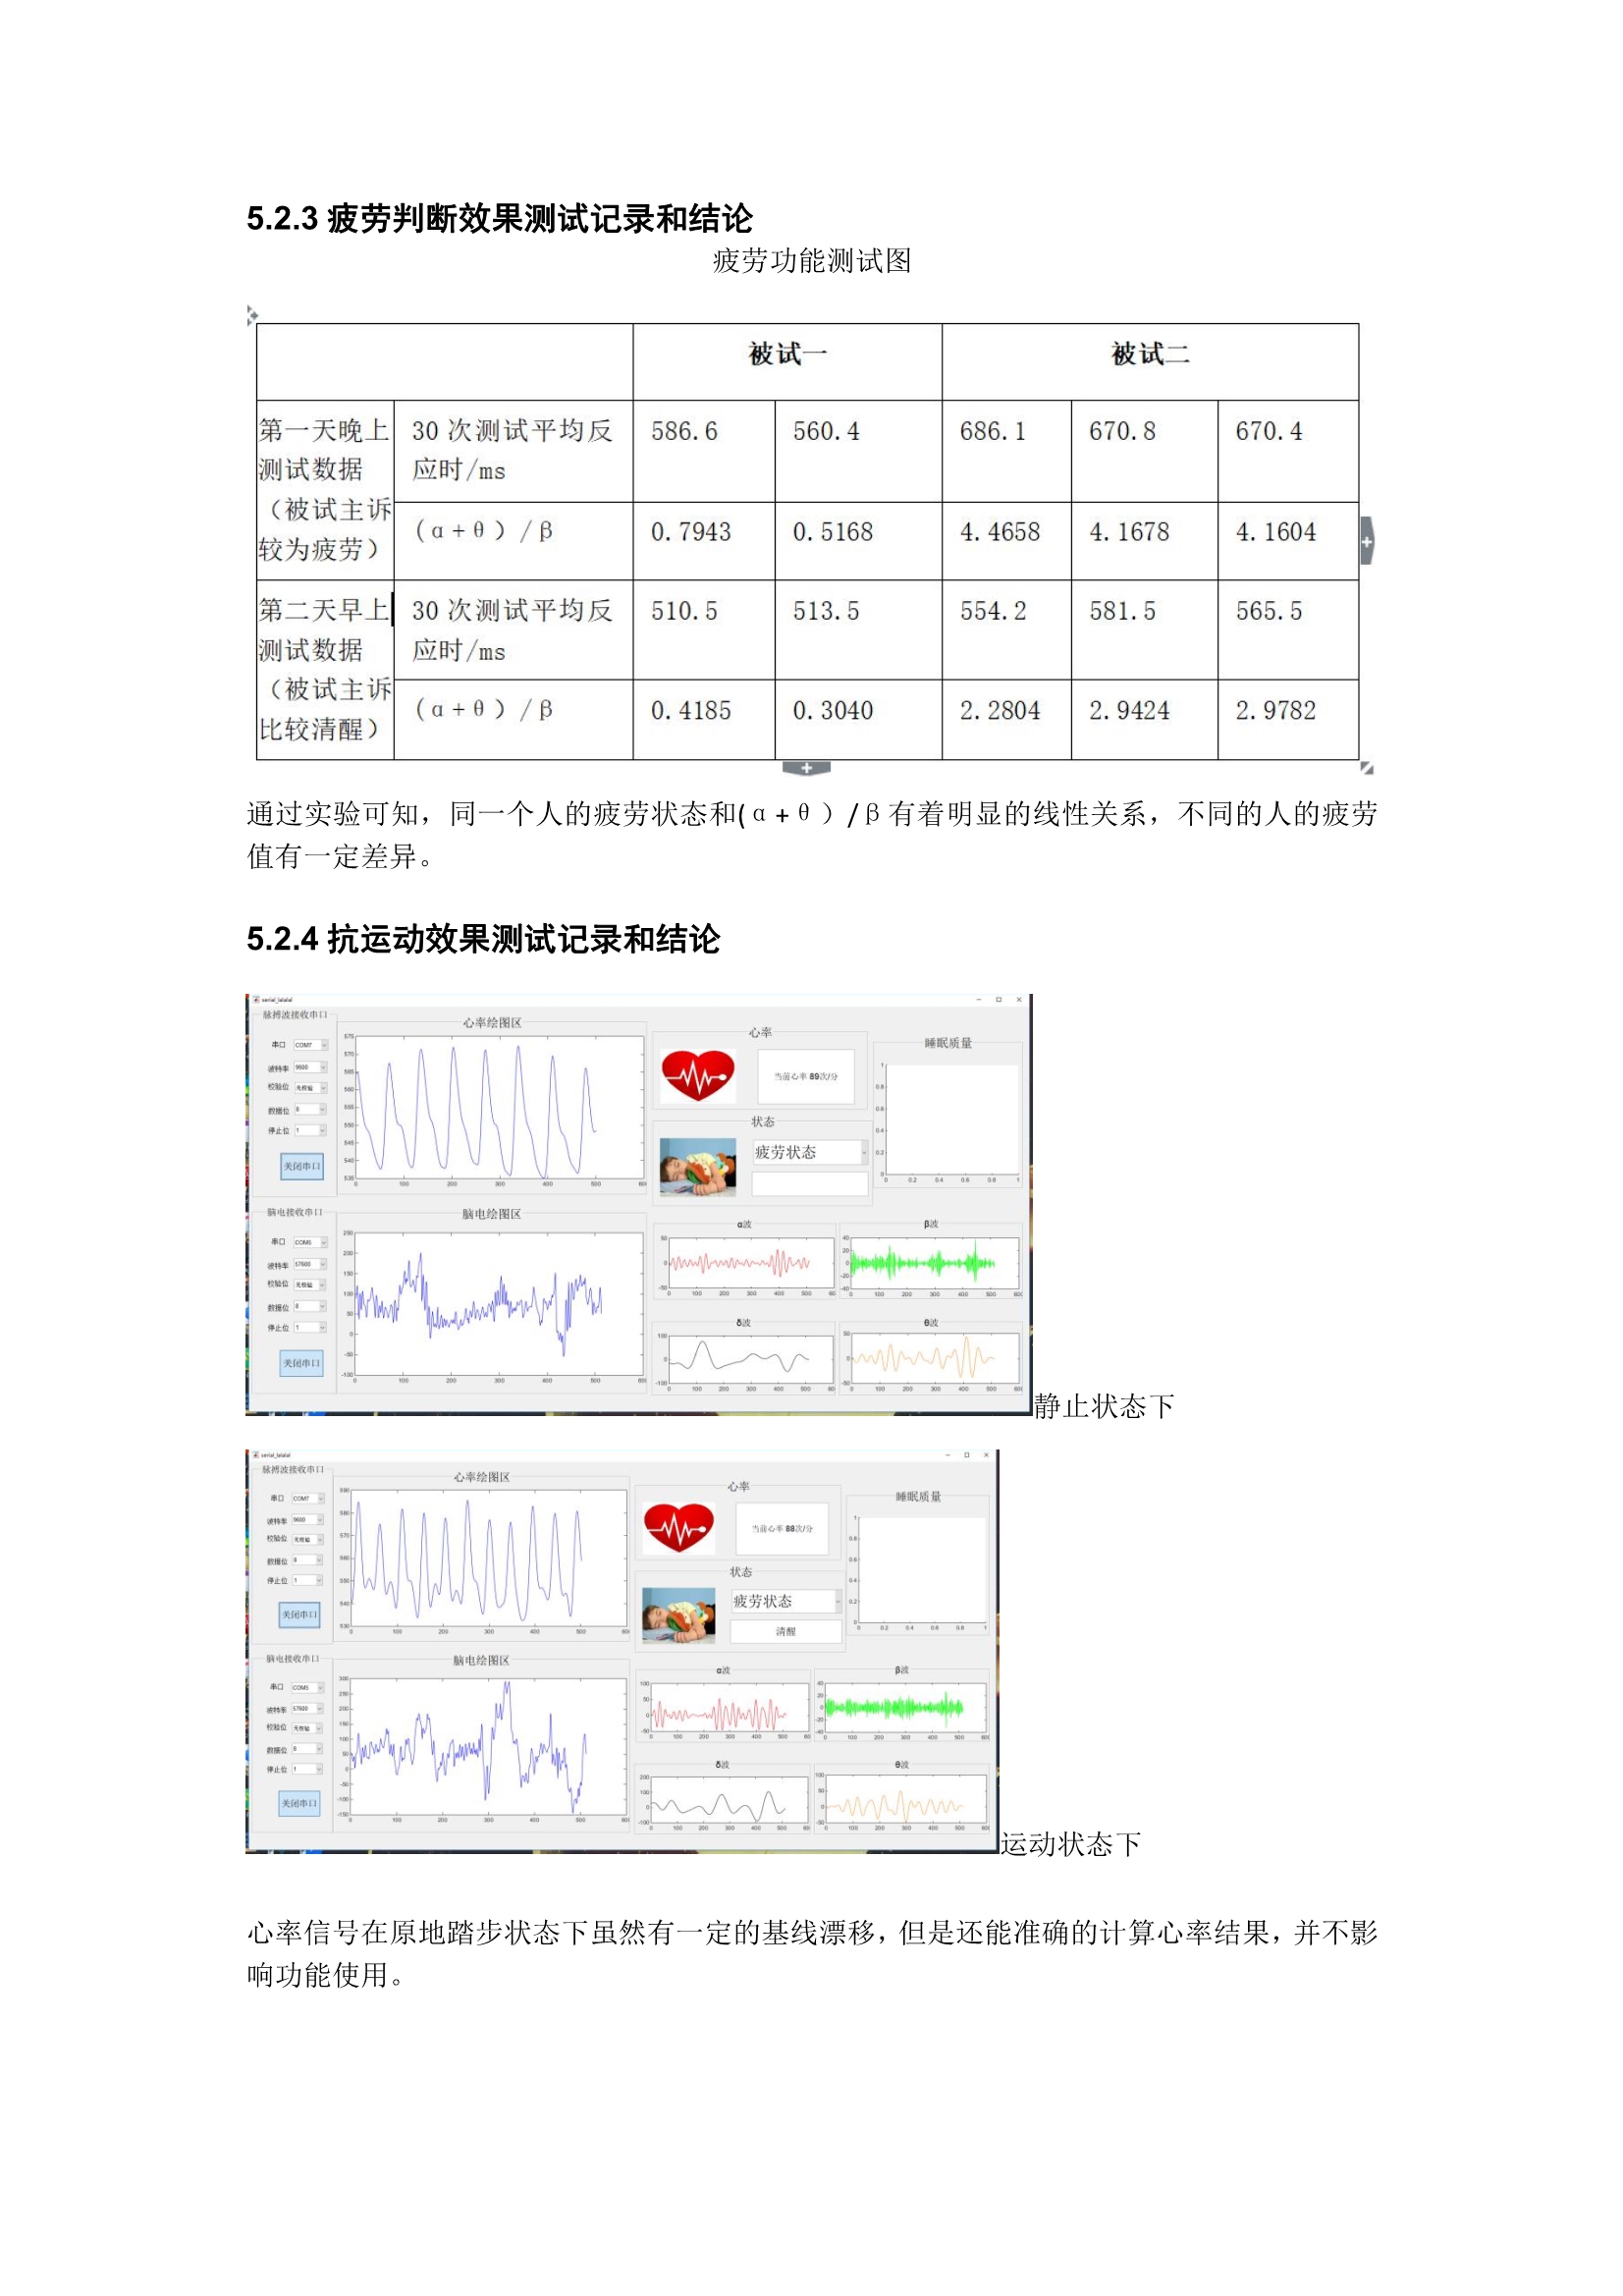 5.2.3 疲劳判断效果测试记录和结论
疲劳功能测试图
被试一 被试二
第一天晚上测试数据（被试主诉较为疲劳） 30 次测试平均反应时/ms 586.6 560.4 686.1 670.8 670.4
(α+θ)/β 0.7943 0.5168 4.4658 4.1678 4.1604
第二天早上测试数据（被试主诉比较清醒） 30 次测试平均反应时/ms 510.5 513.5 554.2 581.5 565.5
(α+θ)/β 0.4185 0.3040 2.2804 2.9424 2.9782
通过实验可知，同一个人的疲劳状态和(α+θ）/β有着明显的线性关系，不同的人的疲劳
值有一定差异。
5.2.4 抗运动效果测试记录和结论
serial_lalalal
脉搏波接收串口
串口 COM7
波特率 9600
校验位 无校验
数据位 8
停止位 1
关闭串口
心率绘图区
心率
当前心率 89次/分
状态
疲劳状态
睡眠质量
脑电接收串口
串口 COM5
波特率 57600
校验位 无校验
数据位 8
停止位 1
关闭串口
脑电绘图区
α波
β波
δ波
θ波
静止状态下
serial_lalalal
脉搏波接收串口
串口 COM7
波特率 9600
校验位 无校验
数据位 8
停止位 1
关闭串口
心率绘图区
心率
当前心率 88次/分
状态
疲劳状态
清醒
睡眠质量
脑电接收串口
串口 COM5
波特率 57600
校验位 无校验
数据位 8
停止位 1
关闭串口
脑电绘图区
α波
β波
δ波
θ波
运动状态下
心率信号在原地踏步状态下虽然有一定的基线漂移，但是还能准确的计算心率结果，并不影
响功能使用。